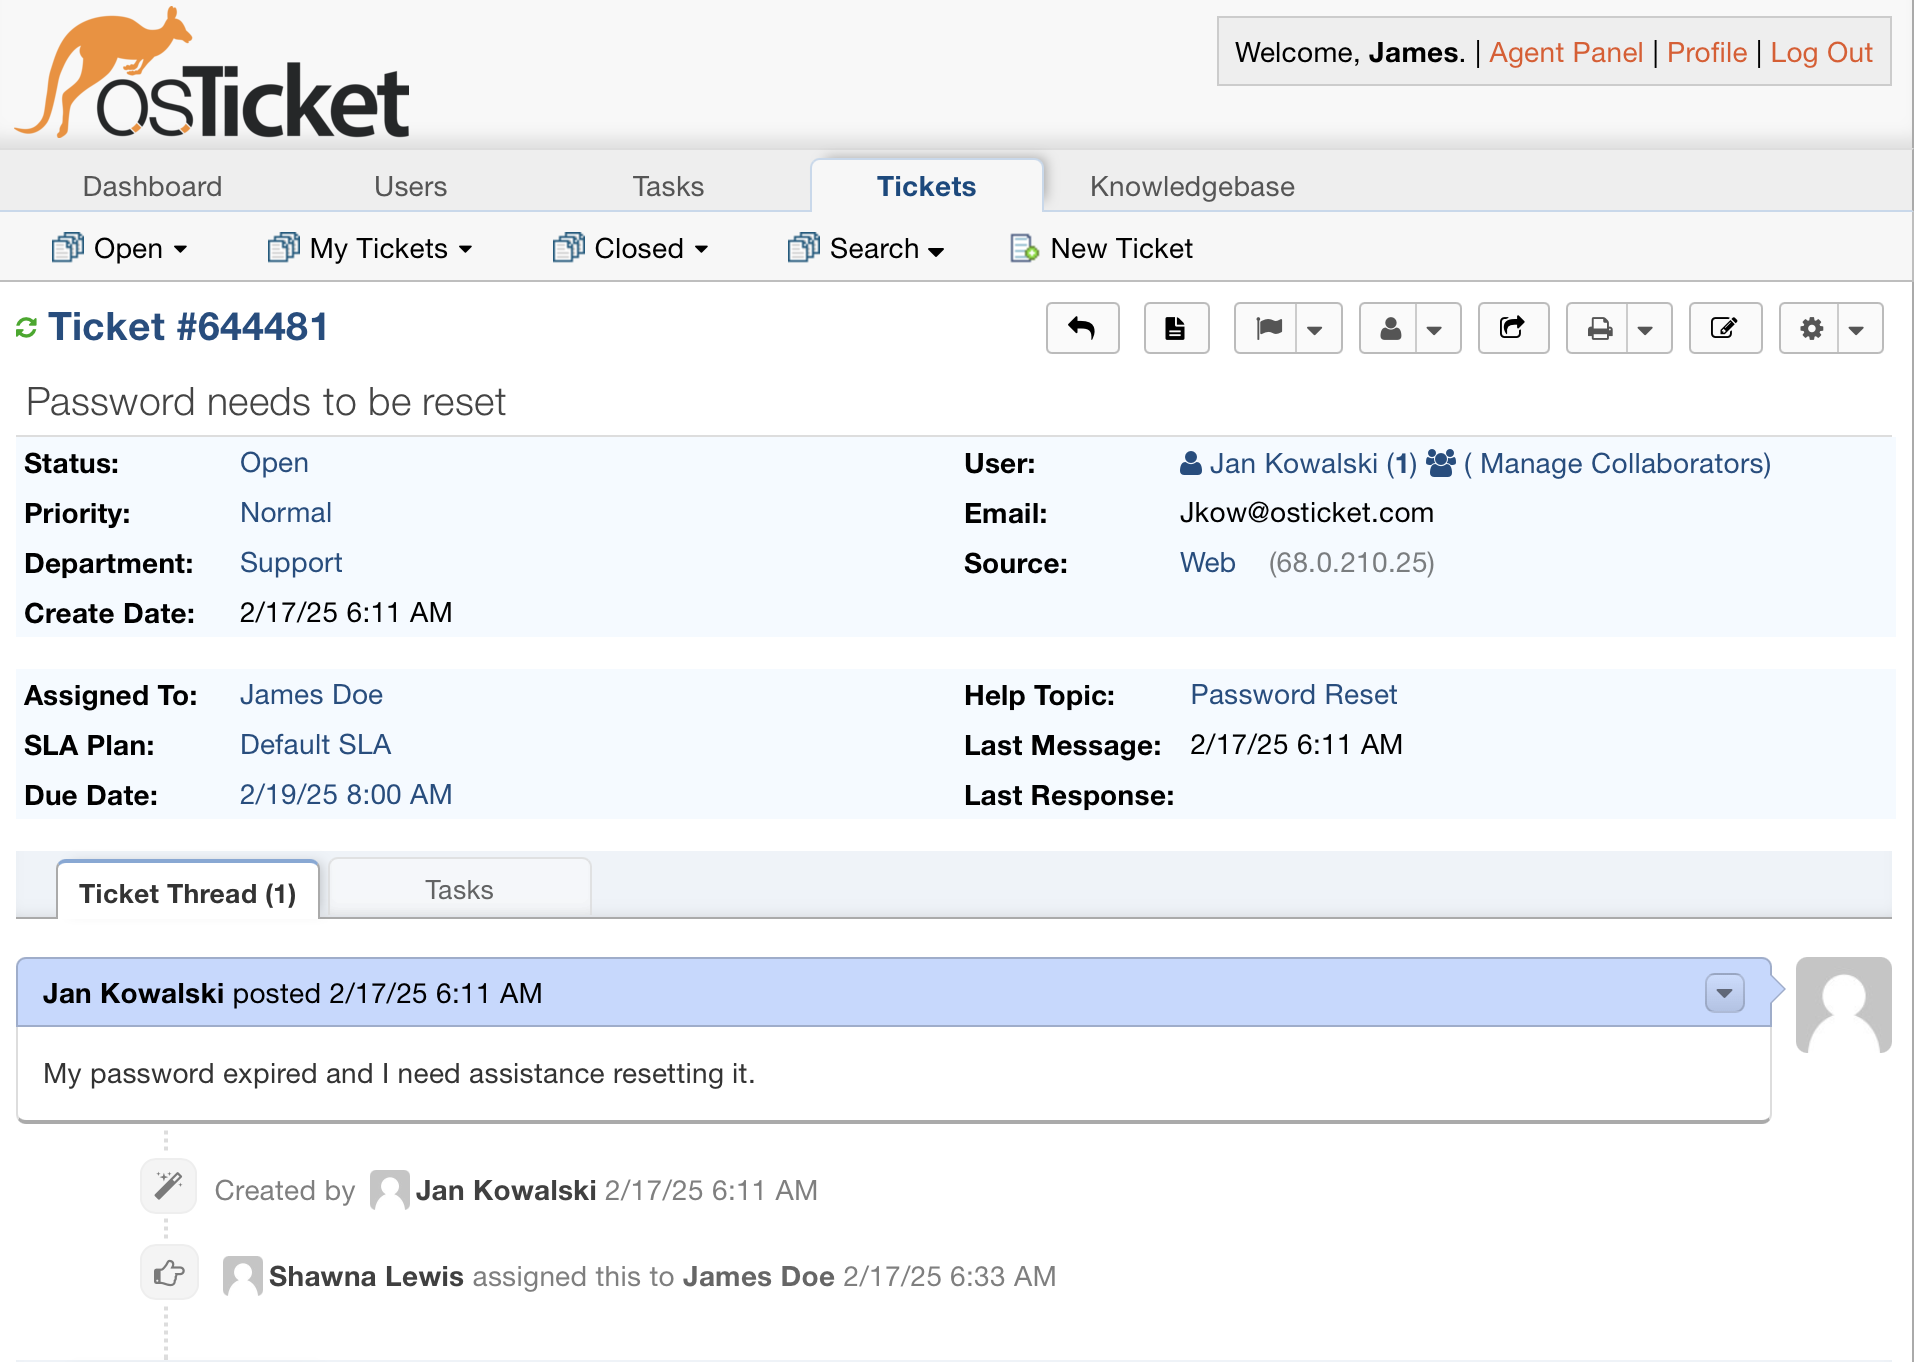 osTicket
Welcome, James. | Agent Panel | Profile | Log Out
Dashboard Users Tasks Tickets Knowledgebase
Open My Tickets Closed Search New Ticket
Ticket #644481
Password needs to be reset
Status: Open User: Jan Kowalski (1) ( Manage Collaborators)
Priority: Normal Email: Jkow@osticket.com
Department: Support Source: Web (68.0.210.25)
Create Date: 2/17/25 6:11 AM
Assigned To: James Doe Help Topic: Password Reset
SLA Plan: Default SLA Last Message: 2/17/25 6:11 AM
Due Date: 2/19/25 8:00 AM Last Response:
Ticket Thread (1) Tasks
Jan Kowalski posted 2/17/25 6:11 AM
My password expired and I need assistance resetting it.
Created by Jan Kowalski 2/17/25 6:11 AM
Shawna Lewis assigned this to James Doe 2/17/25 6:33 AM